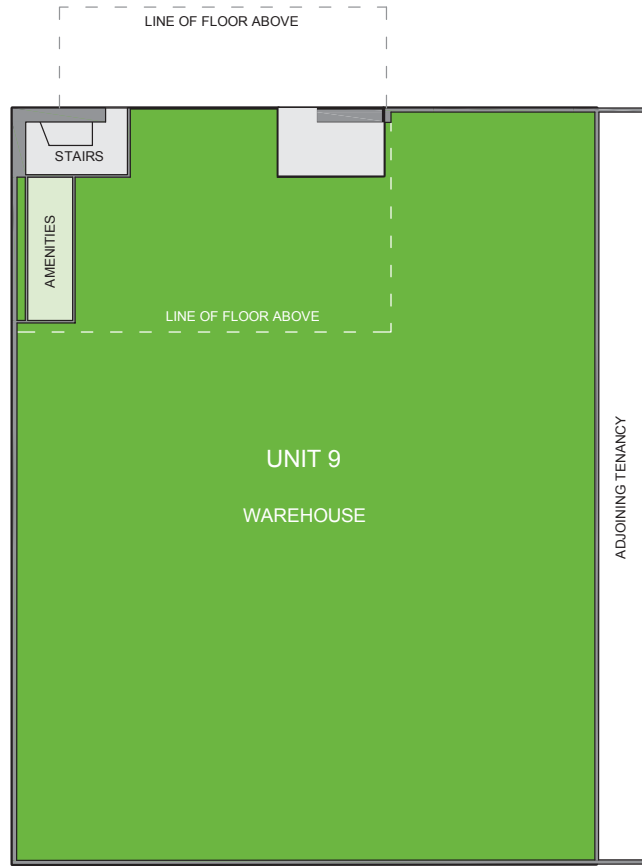 LINE OF FLOOR ABOVE
STAIRS
AMENITIES
LINE OF FLOOR ABOVE
UNIT 9
WAREHOUSE
ADJOINING TENANCY